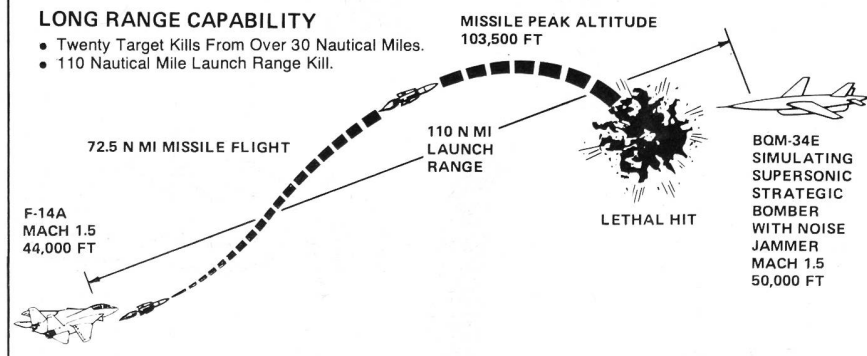 LONG RANGE CAPABILITY
• Twenty Target Kills From Over 30 Nautical Miles.
• 110 Nautical Mile Launch Range Kill.
MISSILE PEAK ALTITUDE
103,500 FT
72.5 N MI MISSILE FLIGHT
110 N MI
LAUNCH
RANGE
F-14A
MACH 1.5
44,000 FT
LETHAL HIT
BQM-34E
SIMULATING
SUPERSONIC
STRATEGIC
BOMBER
WITH NOISE
JAMMER
MACH 1.5
50,000 FT